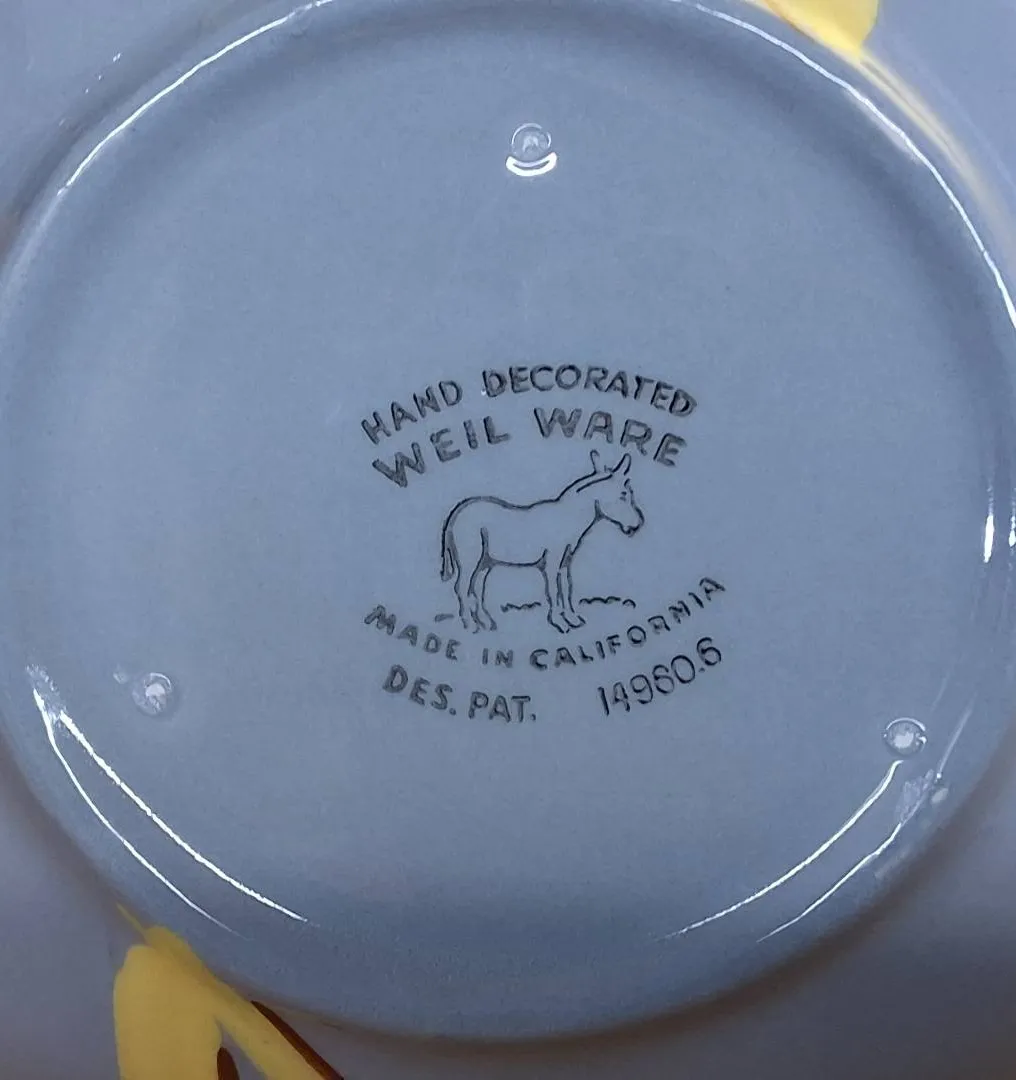 HAND DECORATED
WEIL WARE
MADE IN CALIFORNIA
DES. PAT. 14960.6